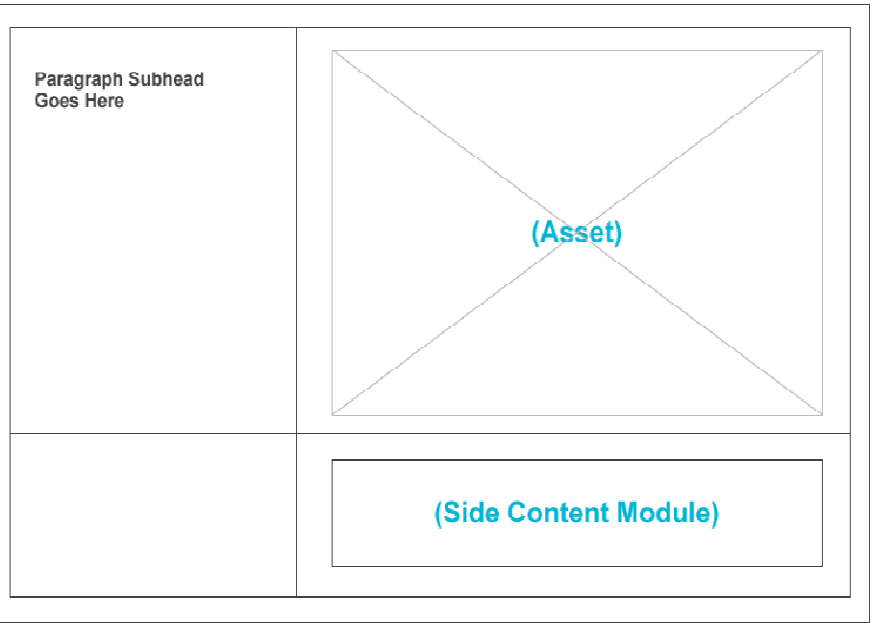 Paragraph Subhead
Goes Here
(Asset)
(Side Content Module)